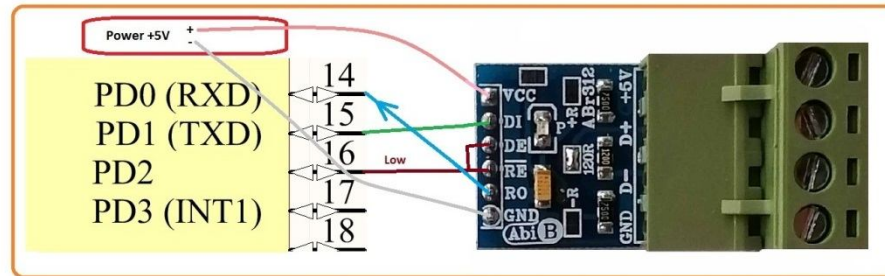 Power +5V + -
14
PD0 (RXD)
15
PD1 (TXD)
16
PD2
Low
17
PD3 (INT1)
18
VCC
DI
DE
RE
RO
GND
Abi B
P+R
-R
ABr312
120R
+5V
D+
D-
GND